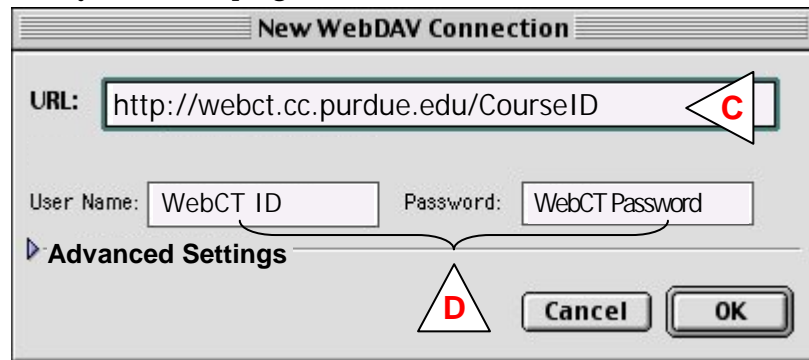 New WebDAV Connection
URL: http://webct.cc.purdue.edu/CourseID C
User Name: WebCT ID Password: WebCT Password
Advanced Settings
D Cancel OK